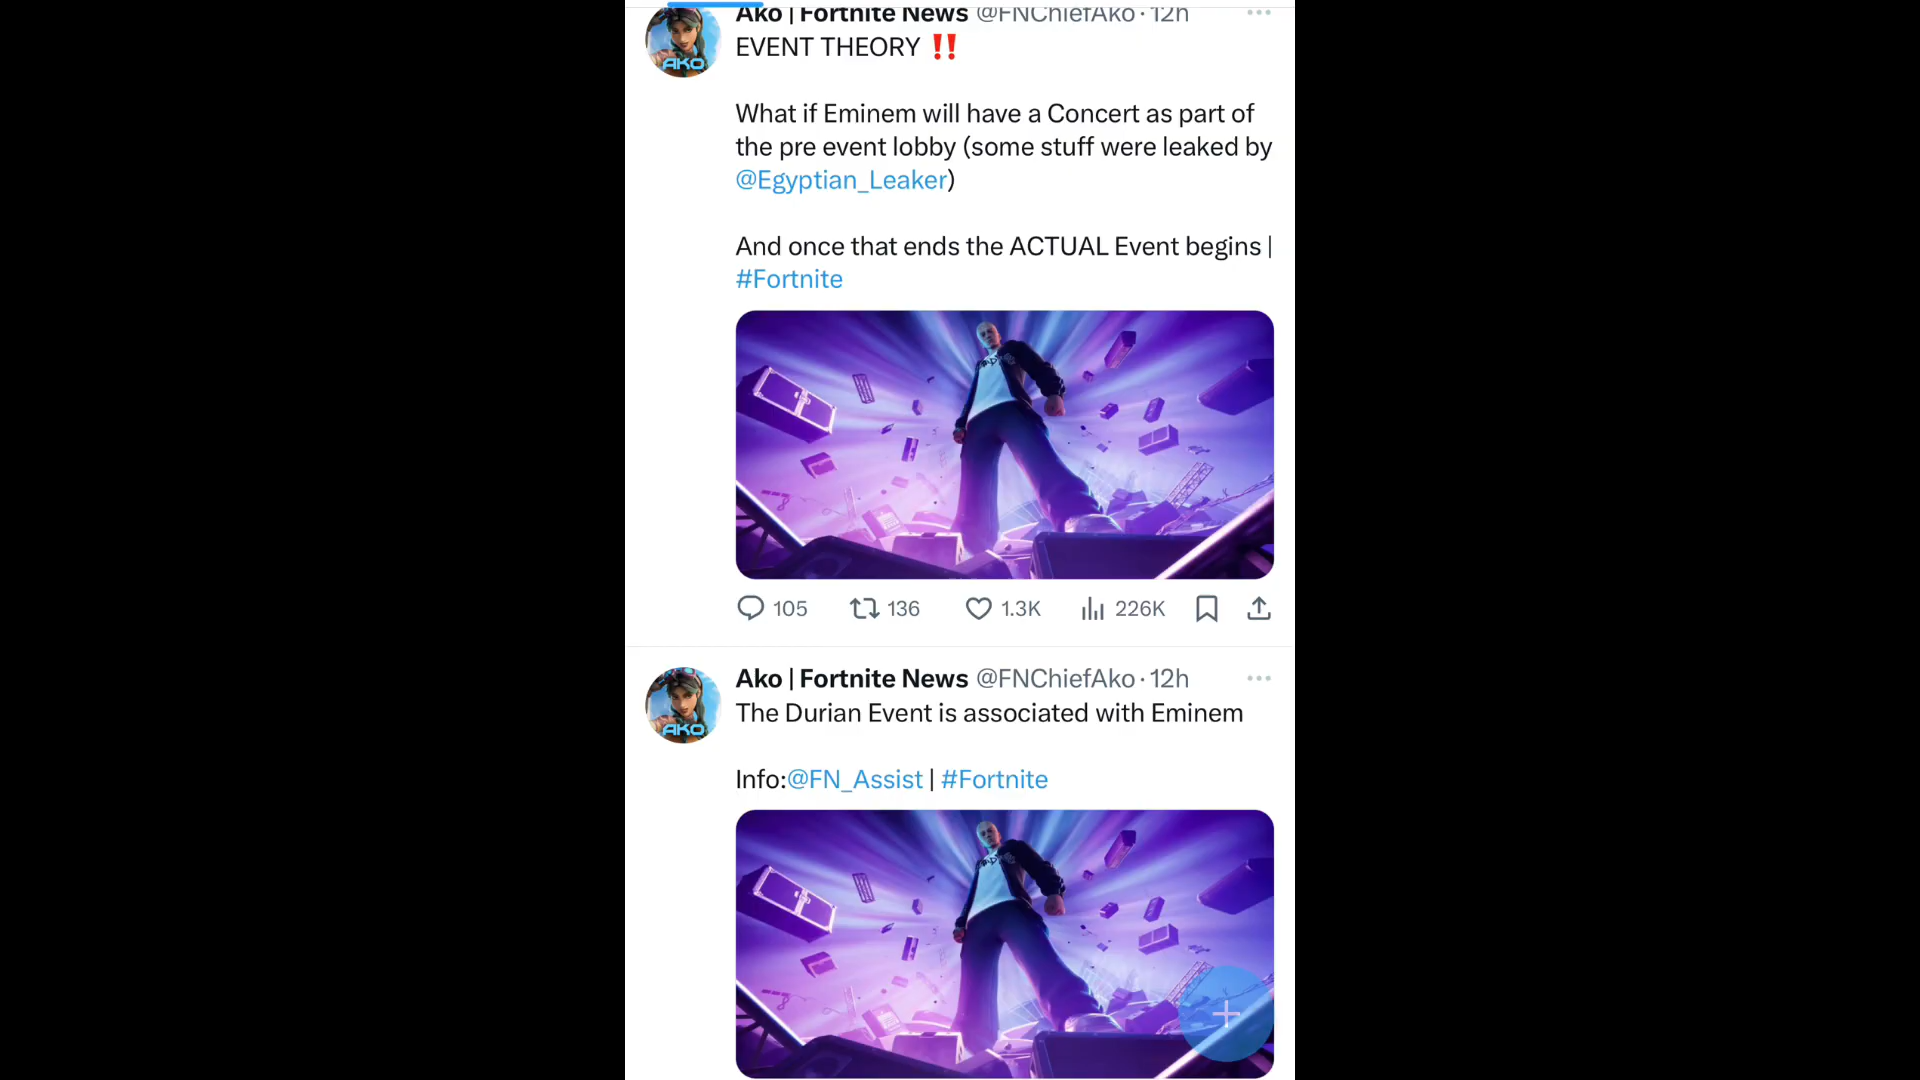 Ako | Fortnite News @FNChiefAko · 12h
EVENT THEORY ‼️
What if Eminem will have a Concert as part of
the pre event lobby (some stuff were leaked by
@Egyptian_Leaker)
And once that ends the ACTUAL Event begins |
#Fortnite
105 136 1.3K 226K
AKO
Ako | Fortnite News @FNChiefAko · 12h
The Durian Event is associated with Eminem
AKO
Info:@FN_Assist | #Fortnite